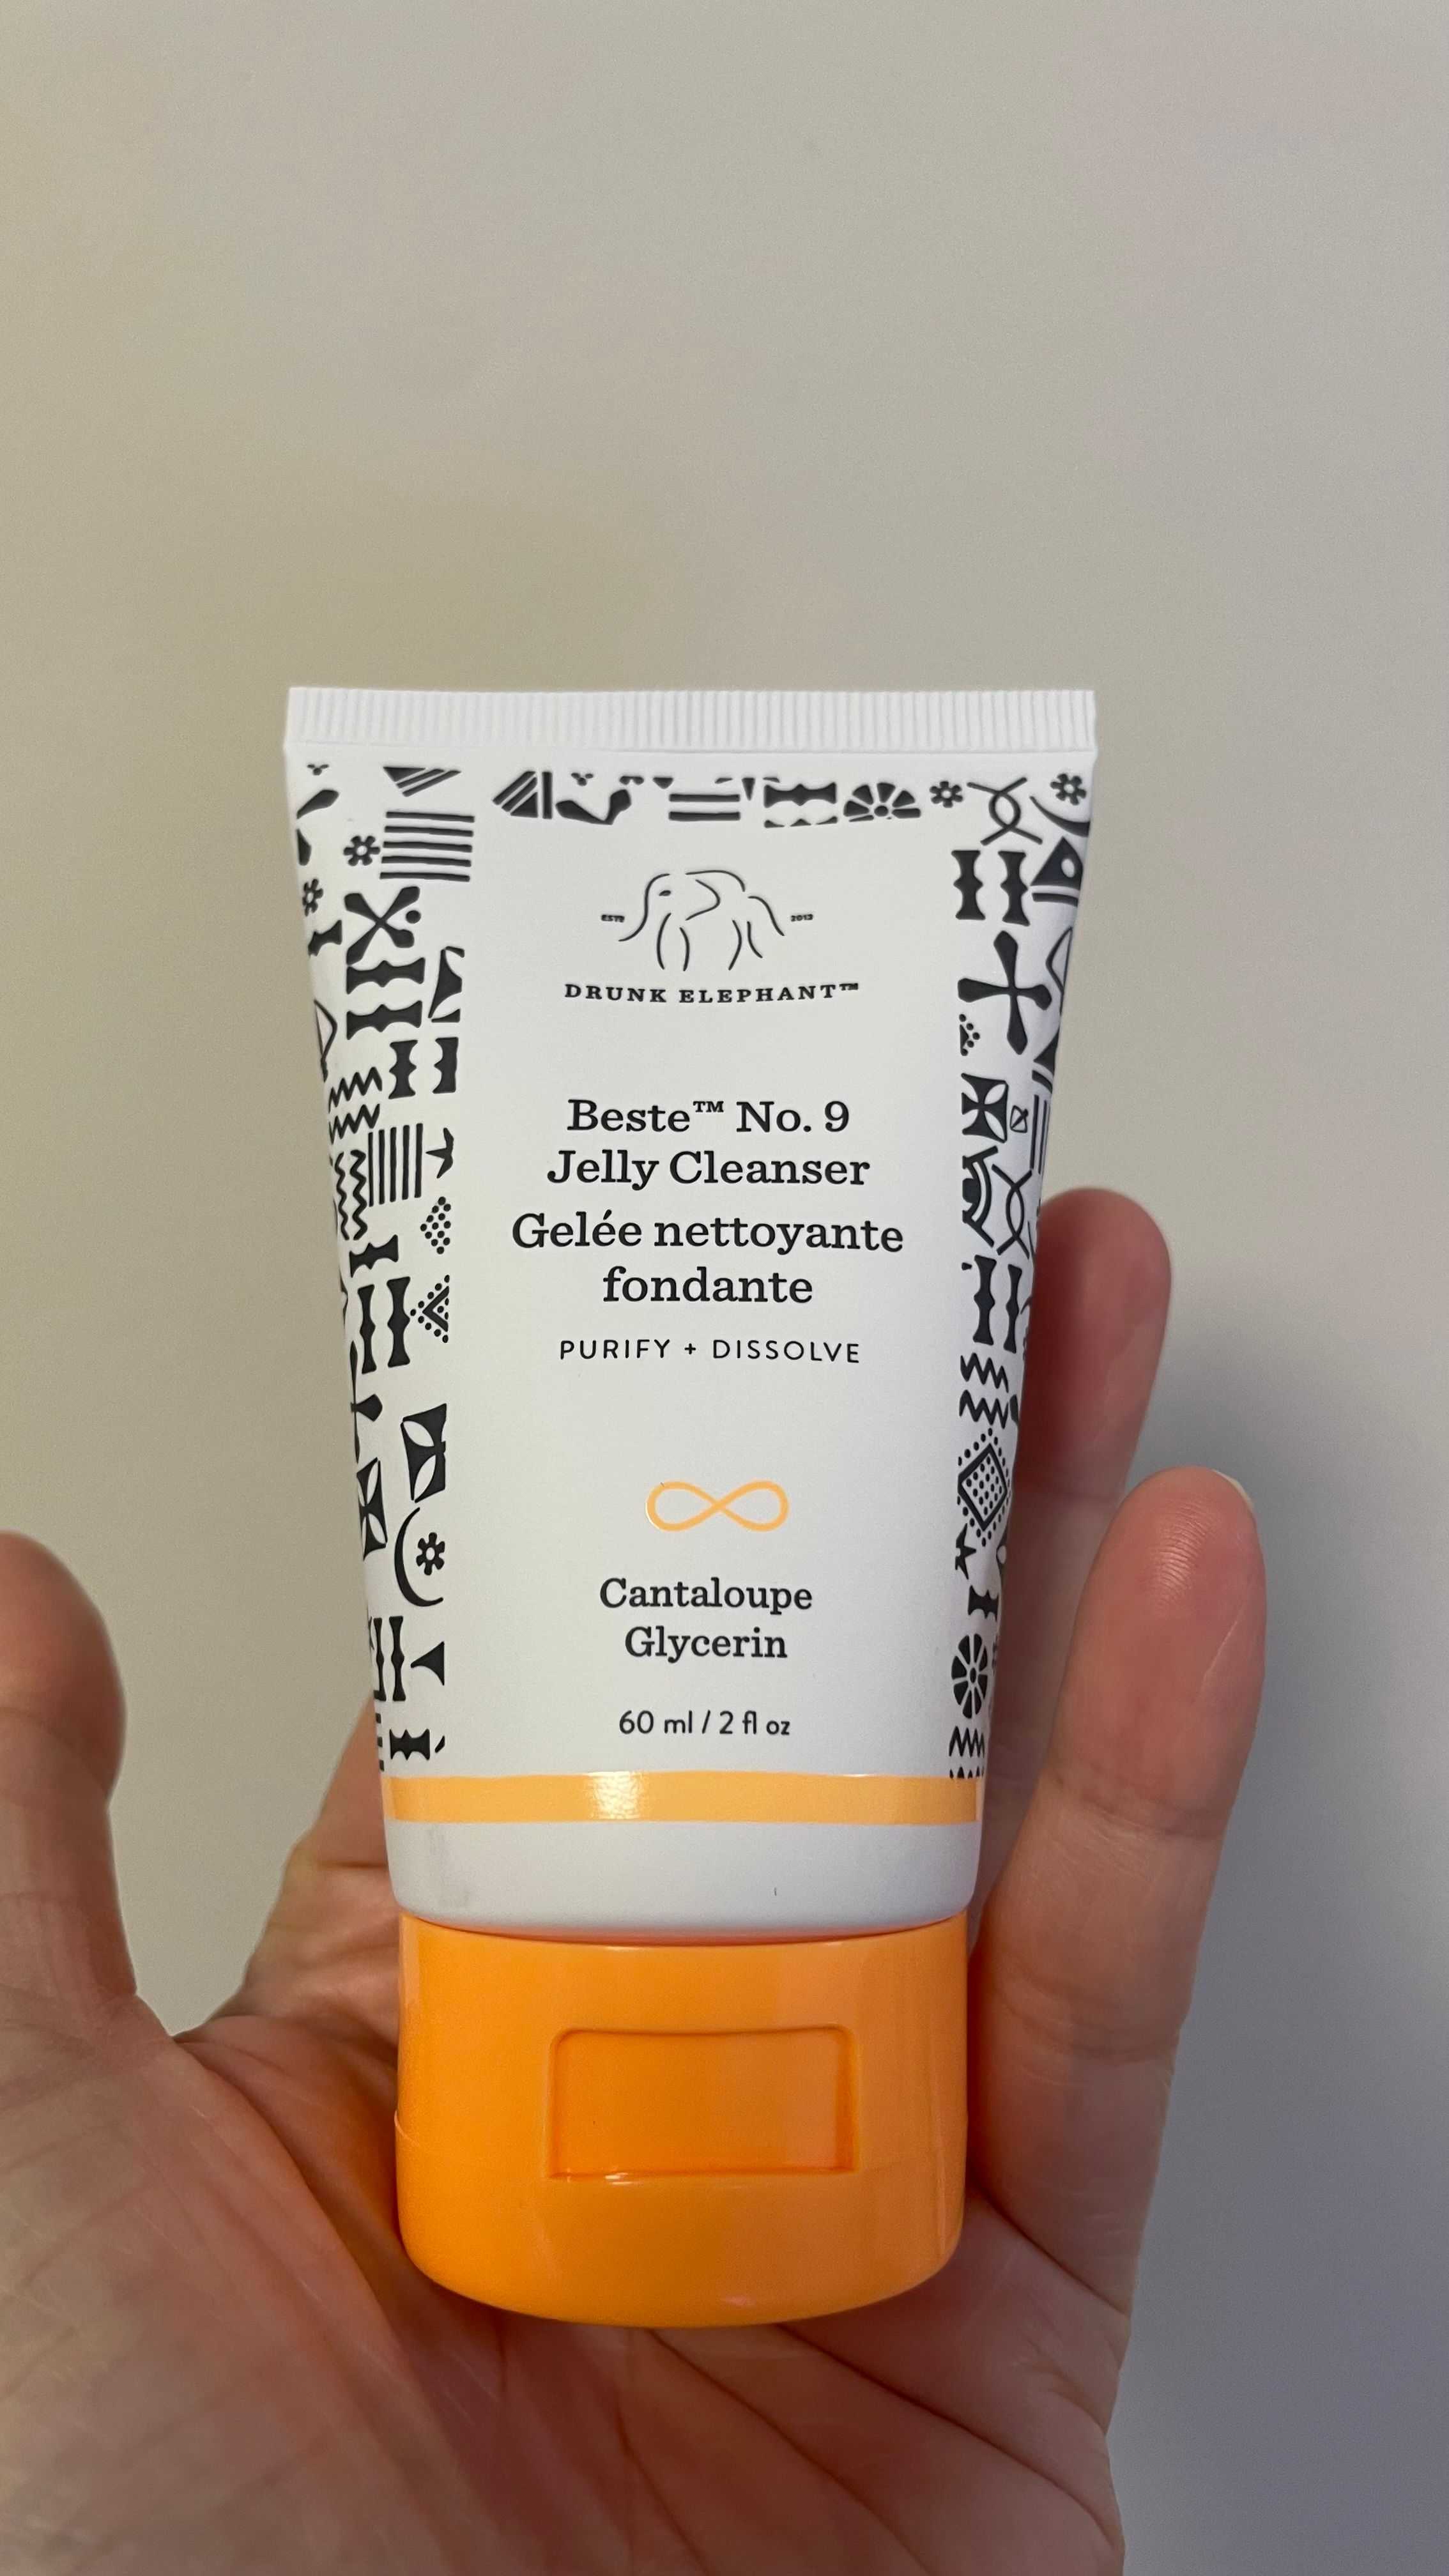 ESTD 2012
DRUNK ELEPHANT™
Beste™ No. 9
Jelly Cleanser
Gelée nettoyante
fondante
PURIFY + DISSOLVE
Cantaloupe
Glycerin
60 ml / 2 fl oz